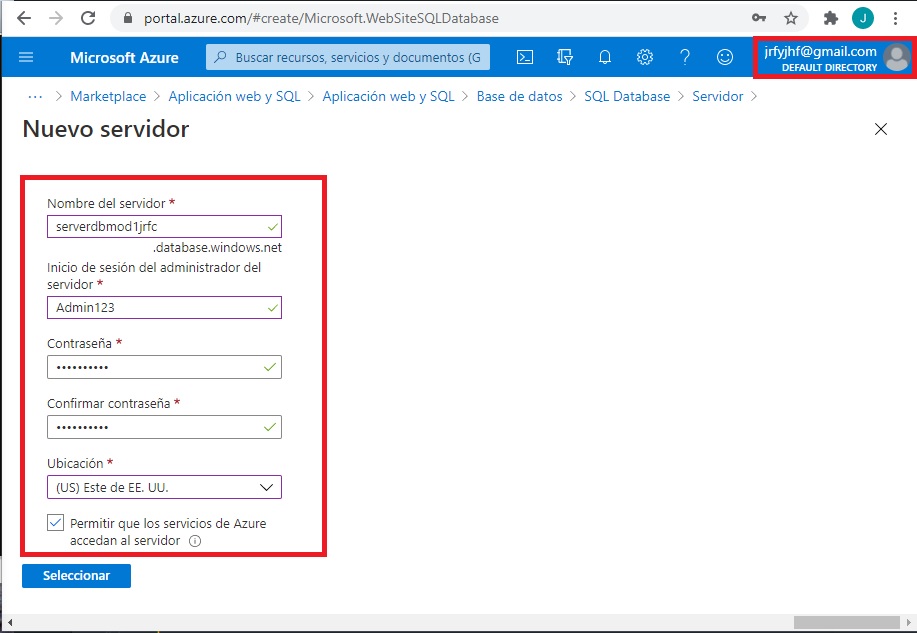 portal.azure.com/#create/Microsoft.WebSiteSQLDatabase
J
Microsoft Azure
Buscar recursos, servicios y documentos (G
jrfyjhf@gmail.com
DEFAULT DIRECTORY
... > Marketplace > Aplicación web y SQL > Aplicación web y SQL > Base de datos > SQL Database > Servidor >
Nuevo servidor
Nombre del servidor *
serverdbmod1jrfc
.database.windows.net
Inicio de sesión del administrador del
servidor *
Admin123
Contraseña *
••••••••••
Confirmar contraseña *
••••••••••
Ubicación *
(US) Este de EE. UU.
Permitir que los servicios de Azure
accedan al servidor
Seleccionar